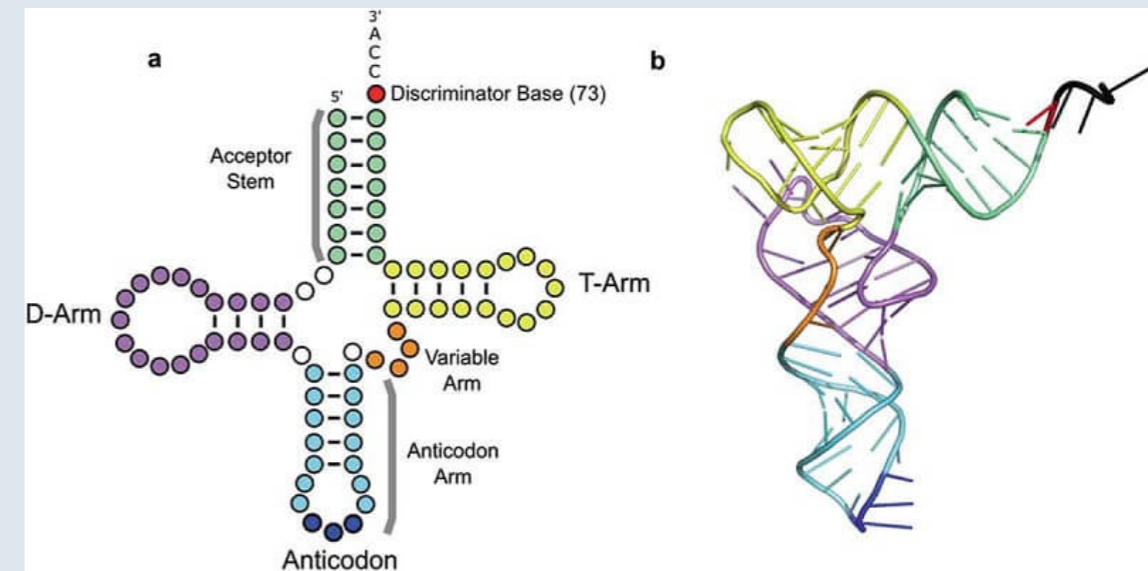 a
3'
A
C
C
Discriminator Base (73)
5'
Acceptor
Stem
D-Arm
T-Arm
Variable
Arm
Anticodon
Arm
Anticodon
b